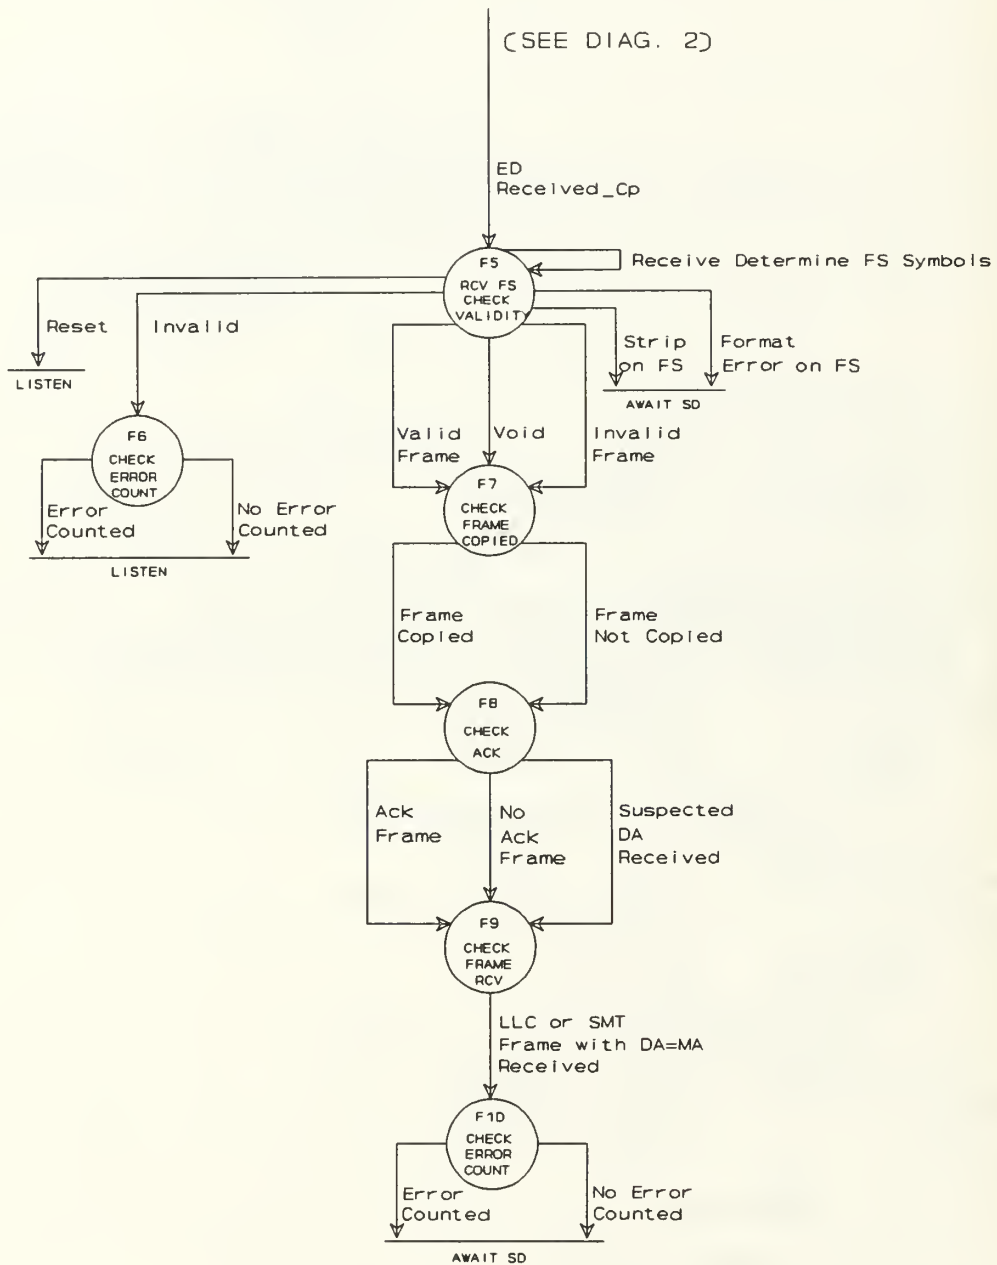 (SEE DIAG. 2)
ED
Received_Cp
F5
RCV FS
CHECK
VALIDITY
Receive Determine FS Symbols
Reset
Invalid
Strip
on FS
Format
Error on FS
LISTEN
AWAIT SD
F6
CHECK
ERROR
COUNT
Valid
Frame
Void
Invalid
Frame
Error
Counted
No Error
Counted
LISTEN
F7
CHECK
FRAME
COPIED
Frame
Copied
Frame
Not Copied
F8
CHECK
ACK
Ack
Frame
No
Ack
Frame
Suspected
DA
Received
F9
CHECK
FRAME
RCV
LLC or SMT
Frame with DA=MA
Received
F1D
CHECK
ERROR
COUNT
Error
Counted
No Error
Counted
AWAIT SD